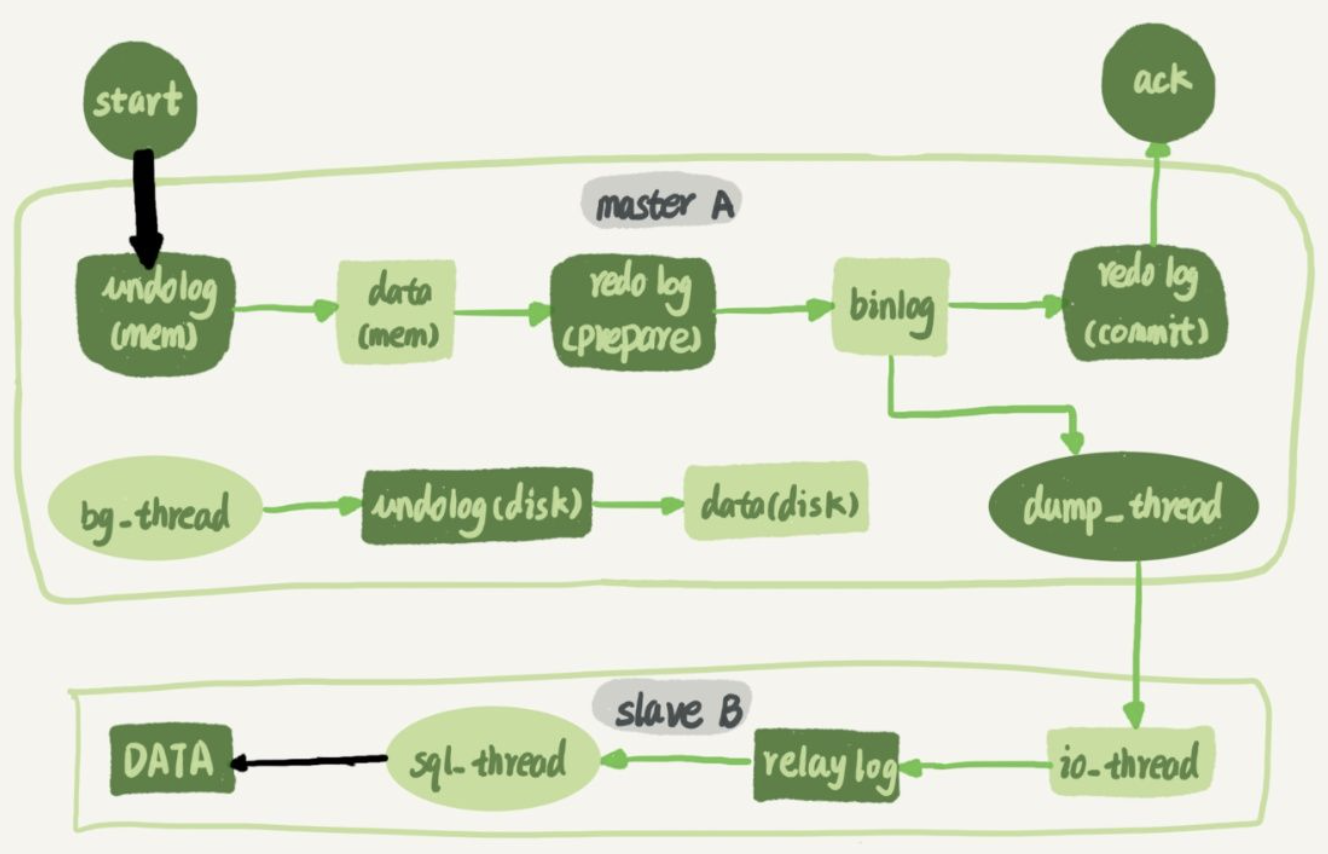 start
ack
master A
undolog
(mem)
data
(mem)
redo log
(prepare)
binlog
redo log
(commit)
bg_thread
undolog(disk)
data(disk)
dump_thread
slave B
DATA
sql_thread
relay log
io_thread